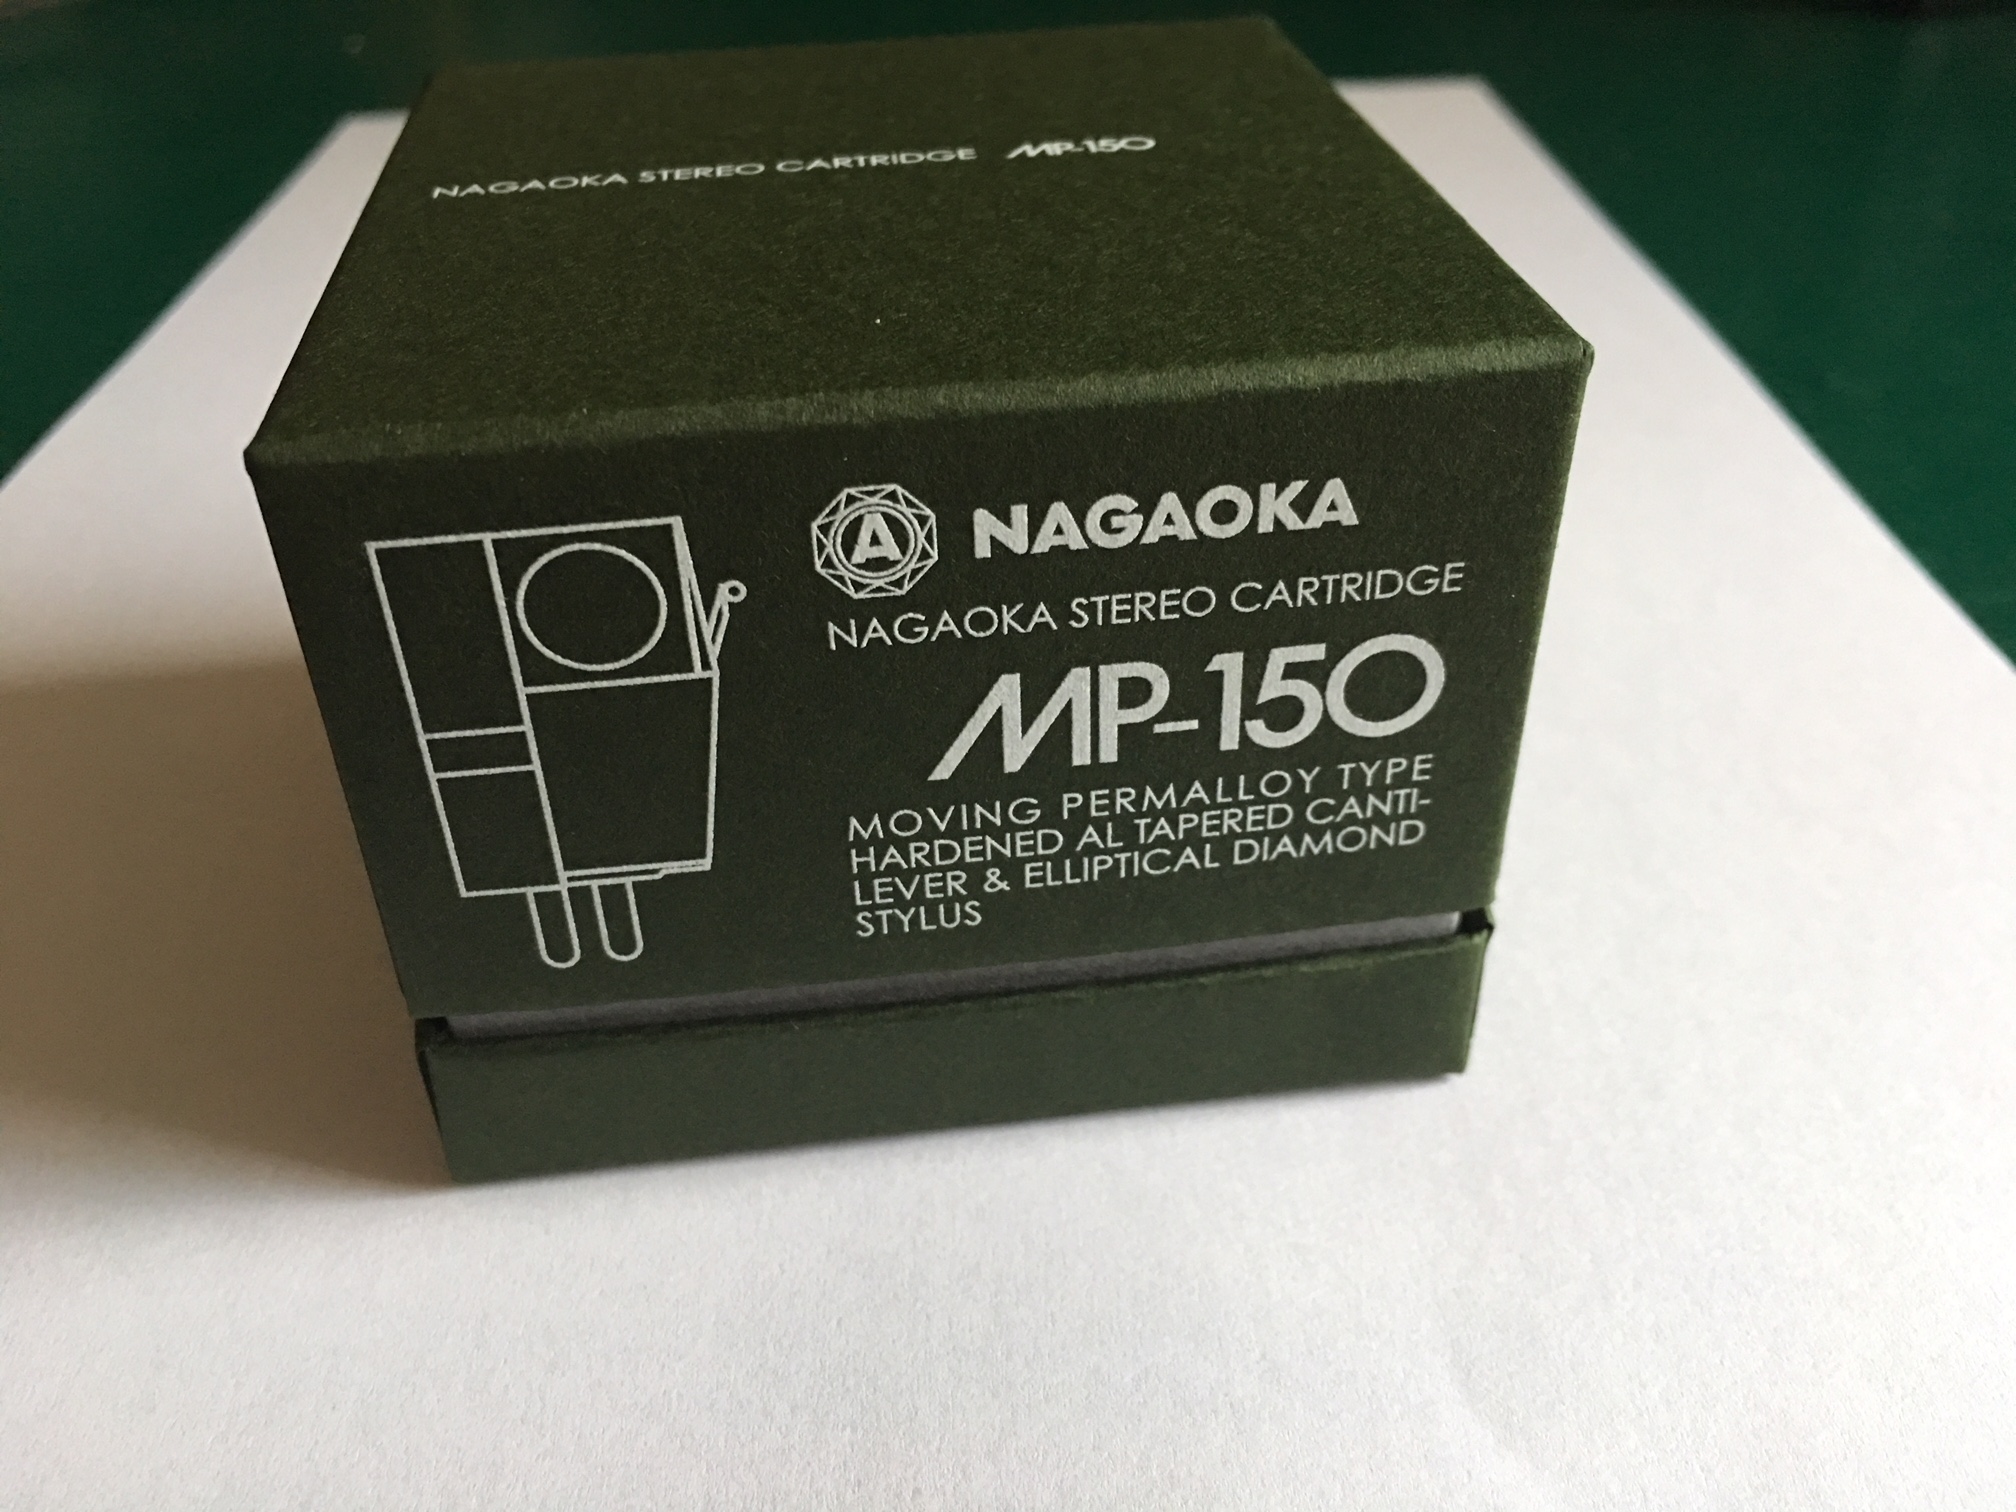 NAGAOKA STEREO CARTRIDGE MP-150
A NAGAOKA
NAGAOKA STEREO CARTRIDGE
MP-150
MOVING PERMALLOY TYPE
HARDENED AL TAPERED CANTI-
LEVER & ELLIPTICAL DIAMOND
STYLUS